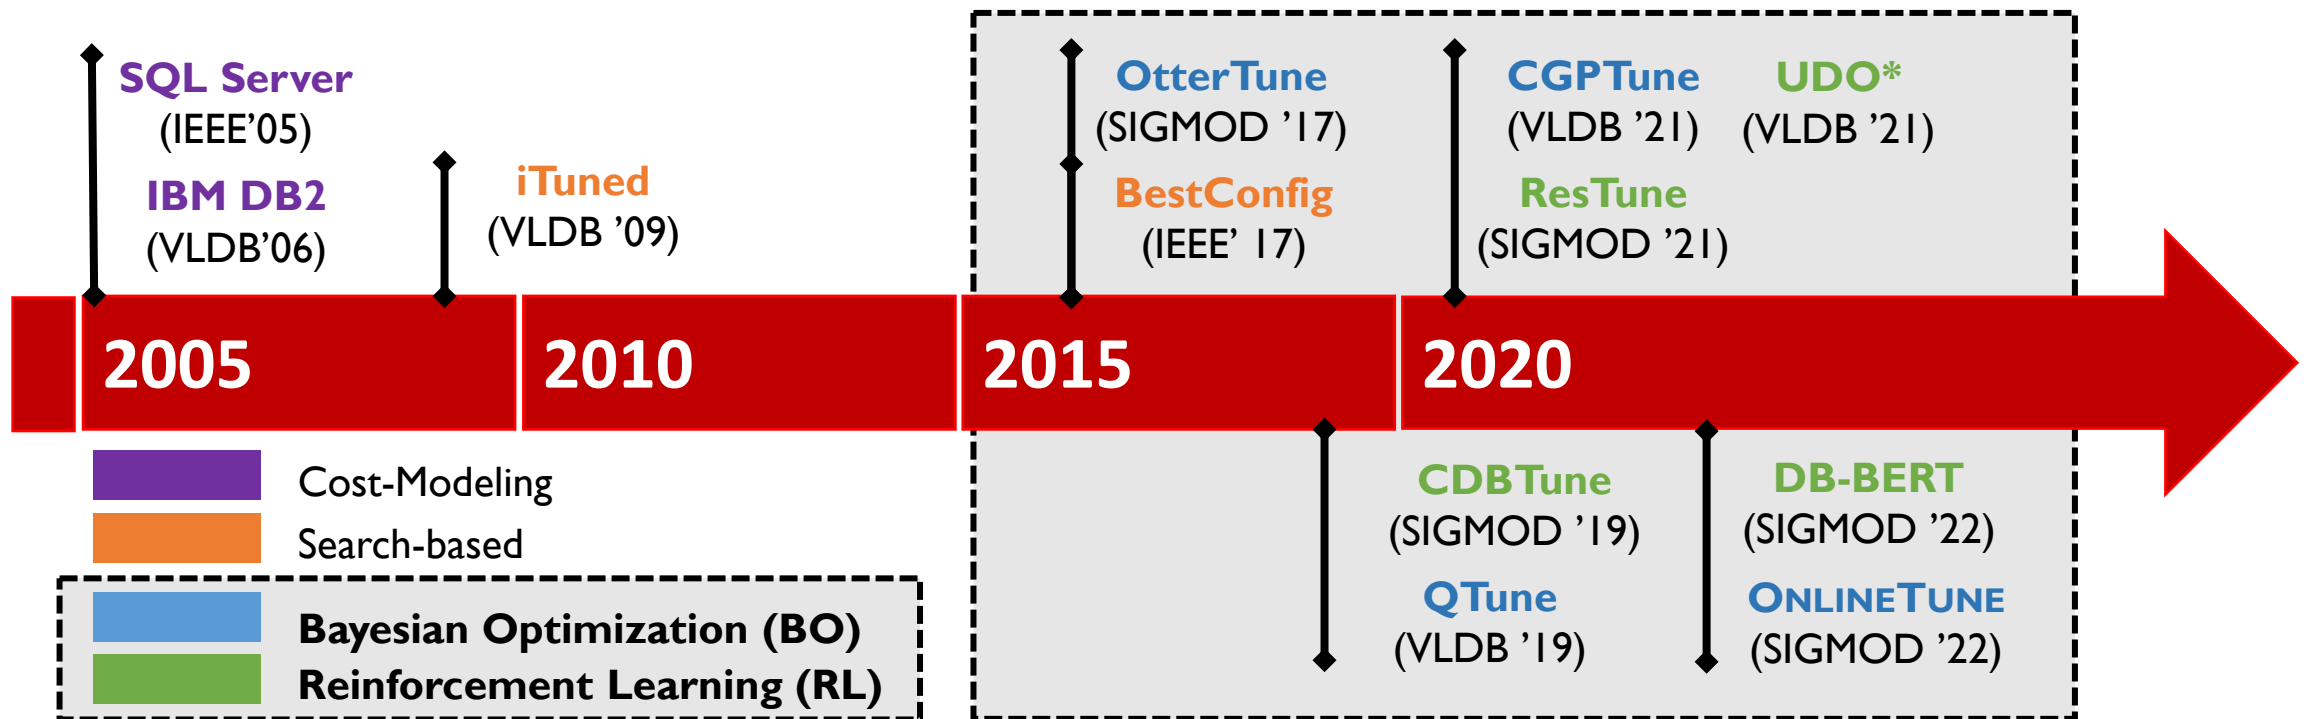 SQL Server
(IEEE’05)
IBM DB2
(VLDB’06)
iTuned
(VLDB ’09)
OtterTune
(SIGMOD ’17)
BestConfig
(IEEE’ 17)
CGPTune
(VLDB ’21)
UDO*
(VLDB ’21)
ResTune
(SIGMOD ’21)
2005
2010
2015
2020
Cost-Modeling
Search-based
Bayesian Optimization (BO)
Reinforcement Learning (RL)
CDBTune
(SIGMOD ’19)
QTune
(VLDB ’19)
DB-BERT
(SIGMOD ’22)
ONLINETUNE
(SIGMOD ’22)